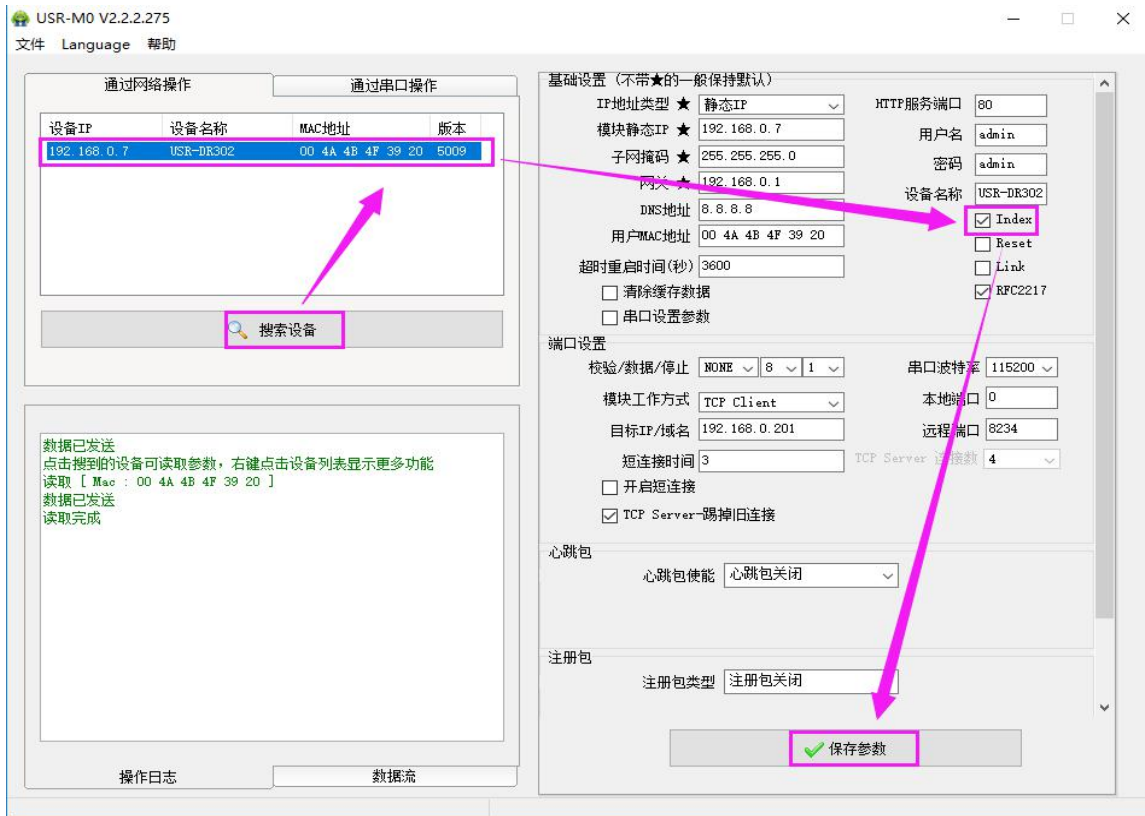 USR-M0 V2.2.2.275
文件 Language 帮助
通过网络操作 通过串口操作
设备IP 设备名称 MAC地址 版本
192.168.0.7 USR-DR302 00 4A 4B 4F 39 20 5009
搜索设备
数据已发送
点击搜到的设备可读取参数，右键点击设备列表显示更多功能
读取 [ Mac : 00 4A 4B 4F 39 20 ]
数据已发送
读取完成
操作日志 数据流
基础设置（不带★的一般保持默认）
IP地址类型 ★ 静态IP HTTP服务端口 80
模块静态IP ★ 192.168.0.7 用户名 admin
子网掩码 ★ 255.255.255.0 密码 admin
网关 ★ 192.168.0.1 设备名称 USR-DR302
DNS地址 8.8.8.8 Index
用户MAC地址 00 4A 4B 4F 39 20 Reset
超时重启时间(秒) 3600 Link
清除缓存数据 RFC2217
串口设置参数
端口设置
校验/数据/停止 NONE 8 1 串口波特率 115200
模块工作方式 TCP Client 本地端口 0
目标IP/域名 192.168.0.201 远程端口 8234
短连接时间 3 TCP Server 连接数 4
开启短连接
TCP Server-踢掉旧连接
心跳包
心跳包使能 心跳包关闭
注册包
注册包类型 注册包关闭
保存参数